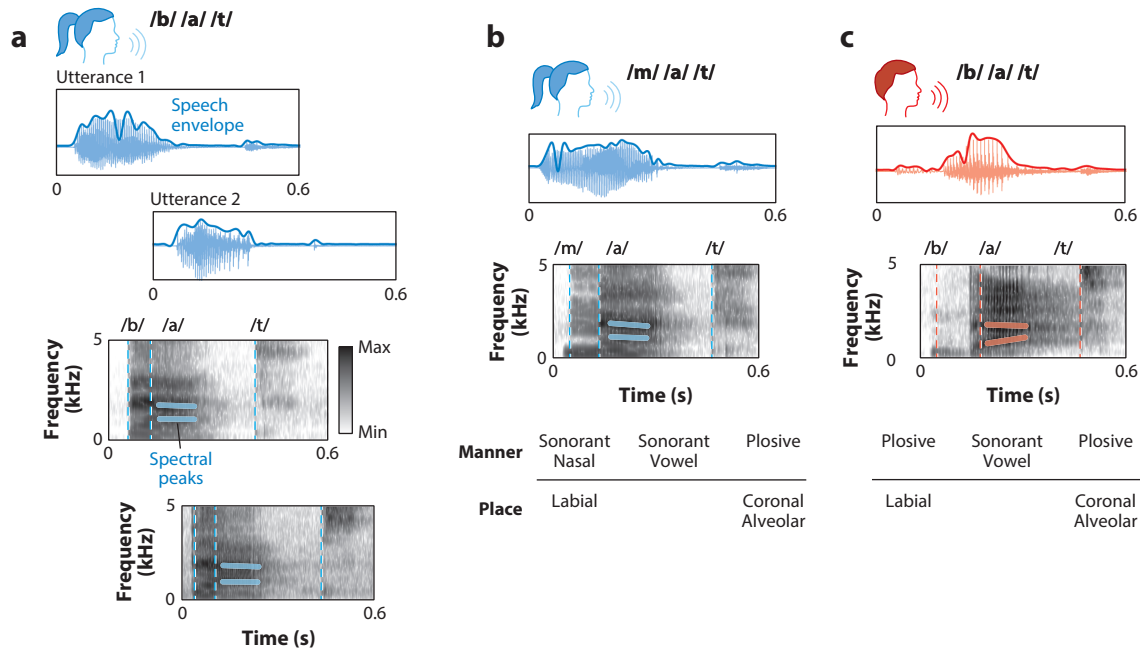 a
/b/ /a/ /t/
Utterance 1
Speech
envelope
0
0.6
Utterance 2
0
0.6
/b/
/a/
/t/
5
Frequency
(kHz)
0
0
0.6
Max
Min
Spectral
peaks
5
Frequency
(kHz)
0
0
0.6
Time (s)
b
/m/ /a/ /t/
0
0.6
/m/
/a/
/t/
5
Frequency
(kHz)
0
0
0.6
Time (s)
Manner
Sonorant
Nasal
Sonorant
Vowel
Plosive
Place
Labial
Coronal
Alveolar
c
/b/ /a/ /t/
0
0.6
/b/
/a/
/t/
5
Frequency
(kHz)
0
0
0.6
Time (s)
Plosive
Sonorant
Vowel
Plosive
Labial
Coronal
Alveolar